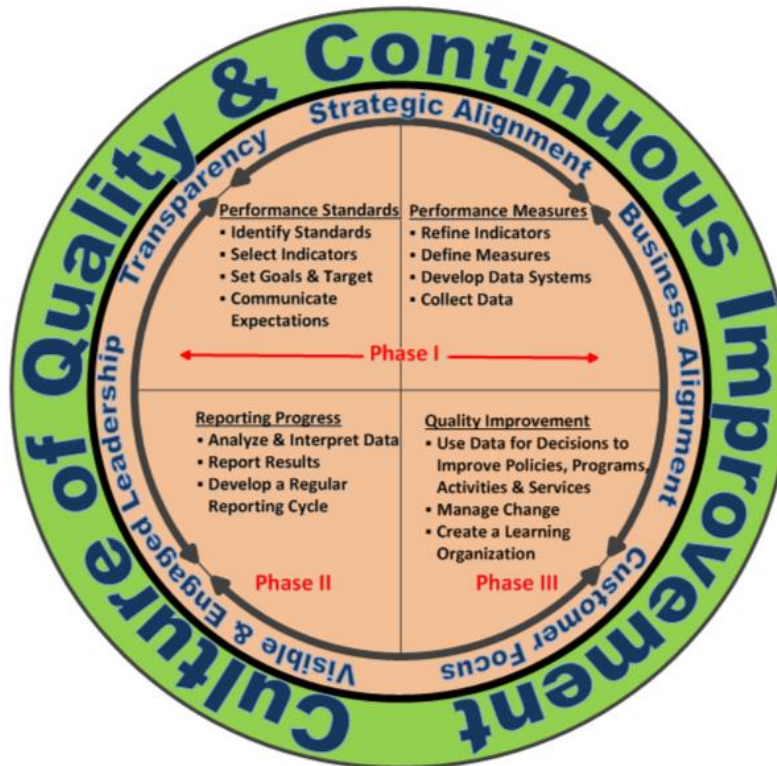 Culture of Quality & Continuous Improvement
Transparency
Strategic Alignment
Business Alignment
Customer Focus
Visible & Engaged Leadership
Performance Standards
▪ Identify Standards
▪ Select Indicators
▪ Set Goals & Target
▪ Communicate
Expectations
Performance Measures
▪ Refine Indicators
▪ Define Measures
▪ Develop Data Systems
▪ Collect Data
Phase I
Reporting Progress
▪ Analyze & Interpret Data
▪ Report Results
▪ Develop a Regular
Reporting Cycle
Phase II
Quality Improvement
▪ Use Data for Decisions to
Improve Policies, Programs,
Activities & Services
▪ Manage Change
▪ Create a Learning
Organization
Phase III